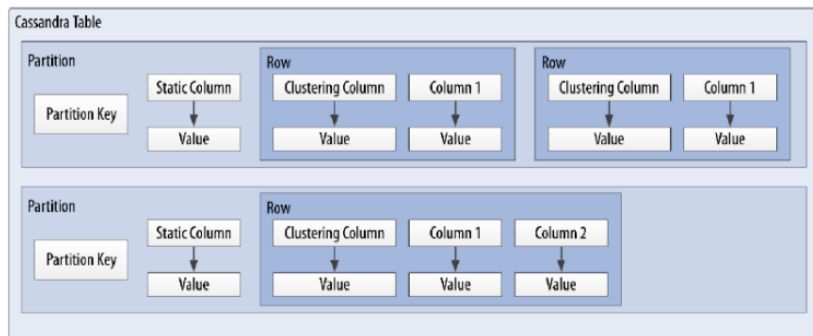 Cassandra Table
Partition
Row
Row
Static Column
Clustering Column
Column 1
Clustering Column
Column 1
Partition Key
Value
Value
Value
Value
Value
Partition
Row
Static Column
Clustering Column
Column 1
Column 2
Partition Key
Value
Value
Value
Value